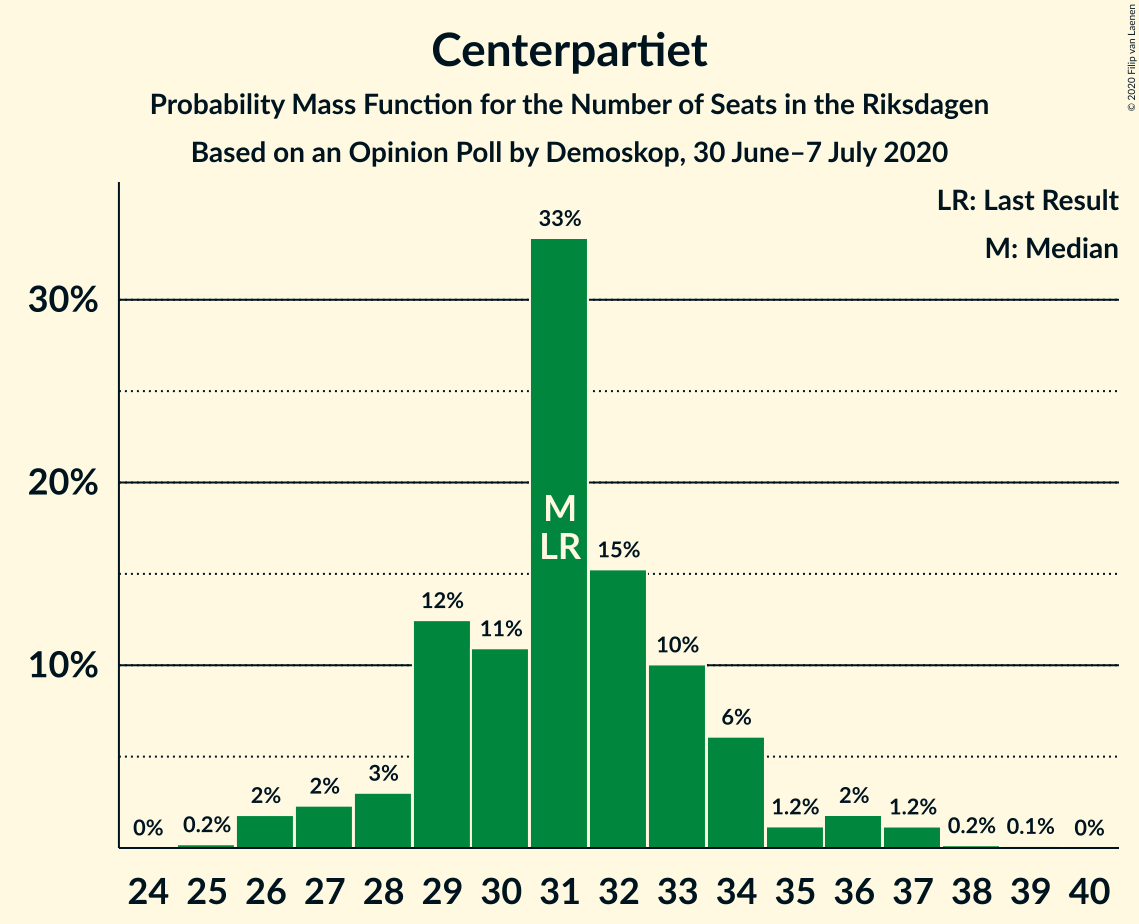 Centerpartiet
Probability Mass Function for the Number of Seats in the Riksdagen
Based on an Opinion Poll by Demoskop, 30 June–7 July 2020
© 2020 Filip van Laenen
LR: Last Result
M: Median
30%
20%
10%
0%
0.2%
2%
2%
3%
12%
11%
33%
M
LR
15%
10%
6%
1.2%
2%
1.2%
0.2%
0.1%
0%
24 25 26 27 28 29 30 31 32 33 34 35 36 37 38 39 40